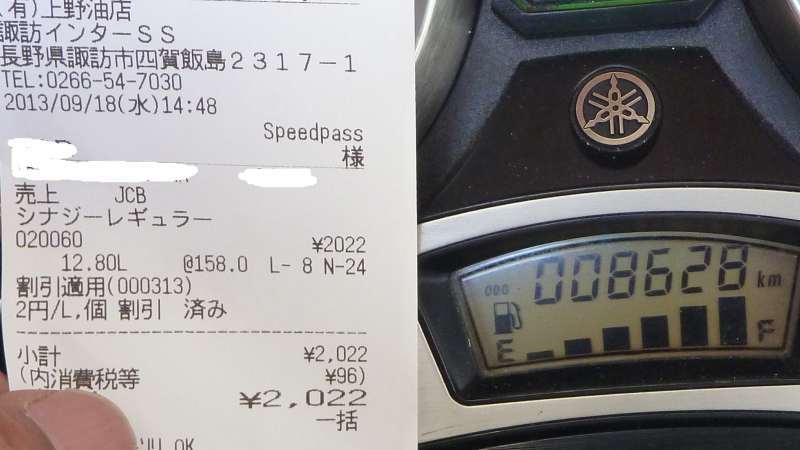 (有)上野油店
諏訪インターSS
長野県諏訪市四賀飯島2317-1
TEL:0266-54-7030
2013/09/18(水)14:48
Speedpass
様
売上 JCB
シナジーレギュラー
020060 ¥2022
12.80L @158.0 L- 8 N-24
割引適用(000313)
2円/L,個 割引 済み
小計 ¥2,022
(内消費税等 ¥96)
¥2,022
一括
OK
ODO 008628 km
E F